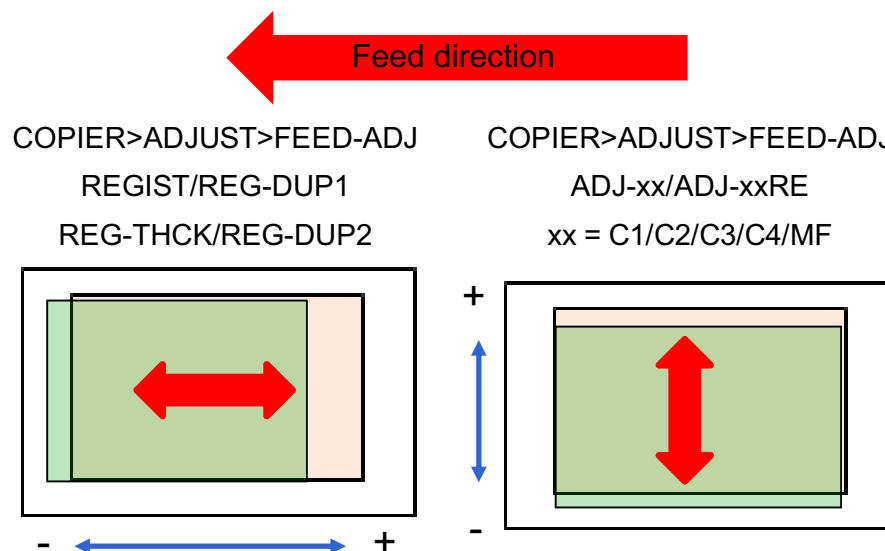 Feed direction
COPIER>ADJUST>FEED-ADJ
REGIST/REG-DUP1
REG-THCK/REG-DUP2
COPIER>ADJUST>FEED-ADJ
ADJ-xx/ADJ-xxRE
xx = C1/C2/C3/C4/MF
+
-
- +